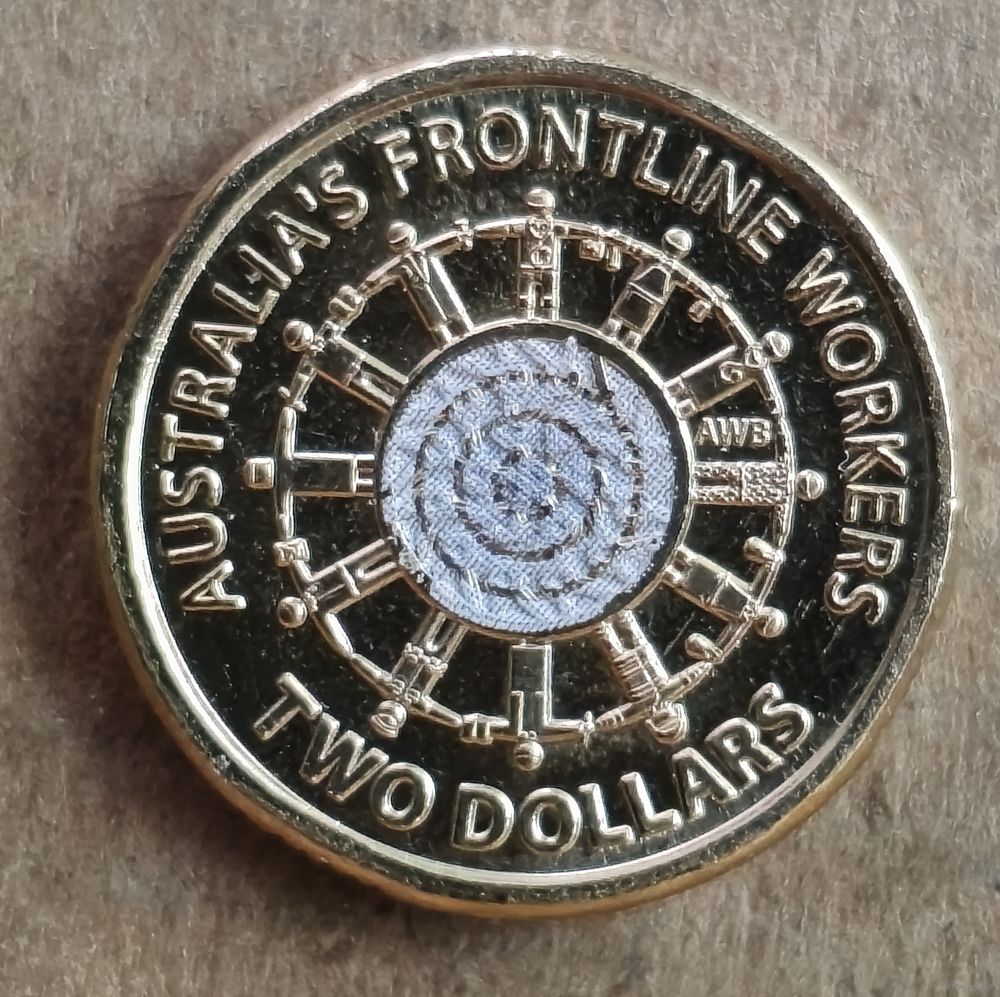 AUSTRALIA'S FRONTLINE WORKERS
AWB
TWO DOLLARS